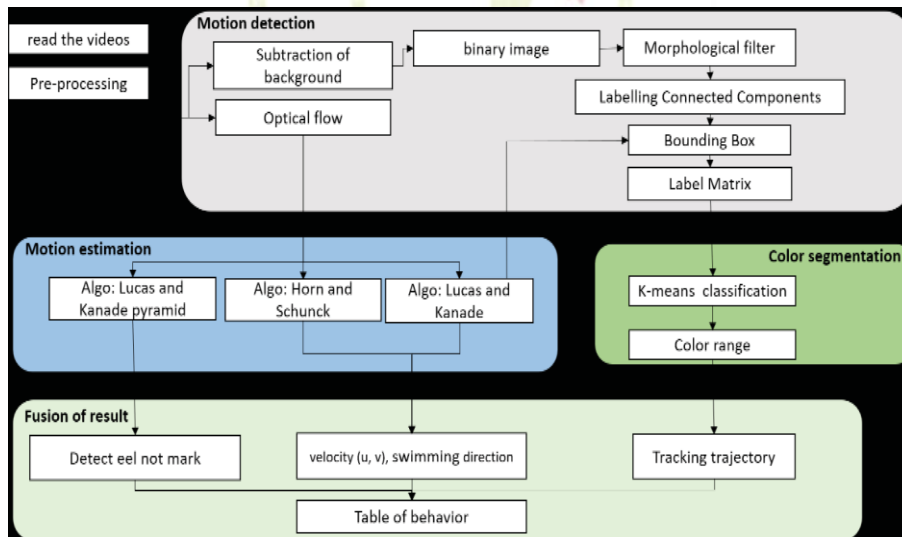 Motion detection
read the videos
Pre-processing
Subtraction of
background
binary image
Morphological filter
Optical flow
Labelling Connected Components
Bounding Box
Label Matrix
Motion estimation
Algo: Lucas and
Kanade pyramid
Algo: Horn and
Schunck
Algo: Lucas and
Kanade
Color segmentation
K-means classification
Color range
Fusion of result
Detect eel not mark
velocity (u, v), swimming direction
Tracking trajectory
Table of behavior